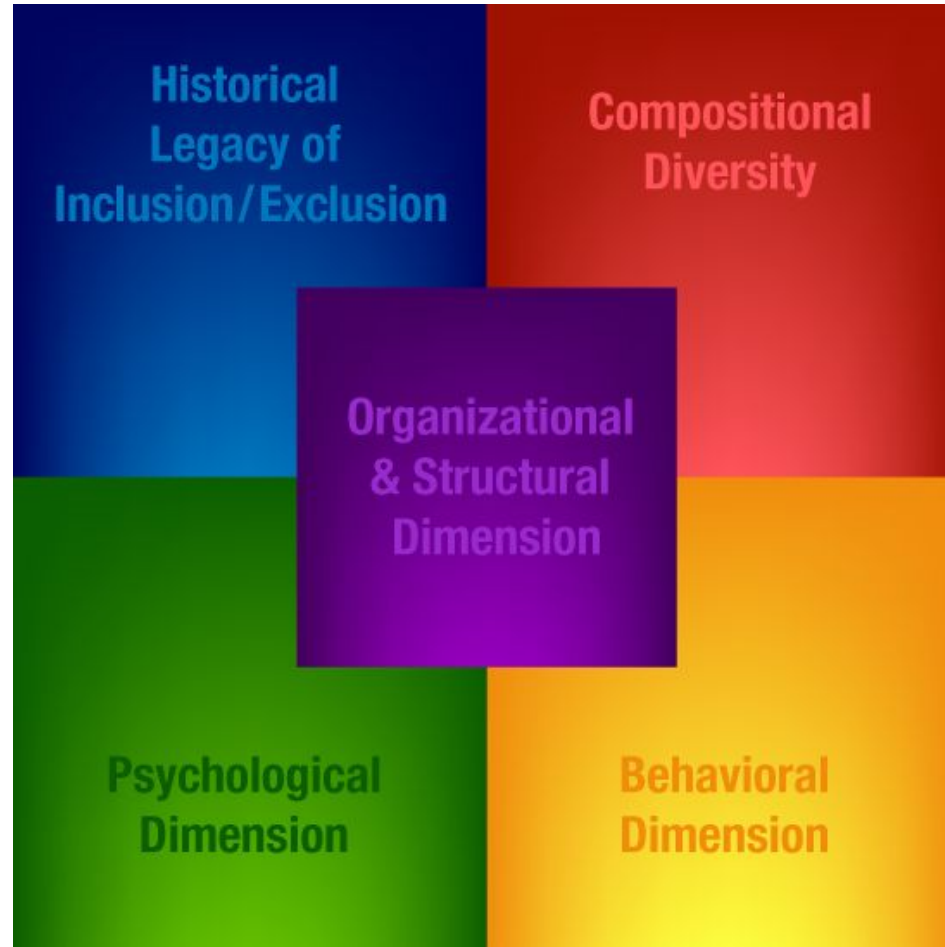 Historical
Legacy of
Inclusion/Exclusion
Compositional
Diversity
Organizational
& Structural
Dimension
Psychological
Dimension
Behavioral
Dimension